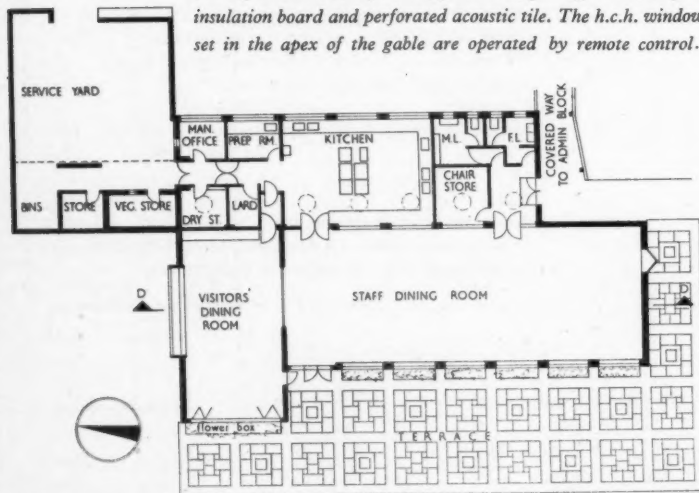 insulation board and perforated acoustic tile. The h.c.h. window
set in the apex of the gable are operated by remote control.
SERVICE YARD
MAN.
OFFICE
PREP RM.
KITCHEN
M.L.
F.L.
COVERED WAY
TO ADMIN BLOCK
CHAIR
STORE
BINS
STORE
VEG. STORE
DRY ST.
LARD
D
VISITORS'
DINING
ROOM
STAFF DINING ROOM
D
flower box
TERRACE